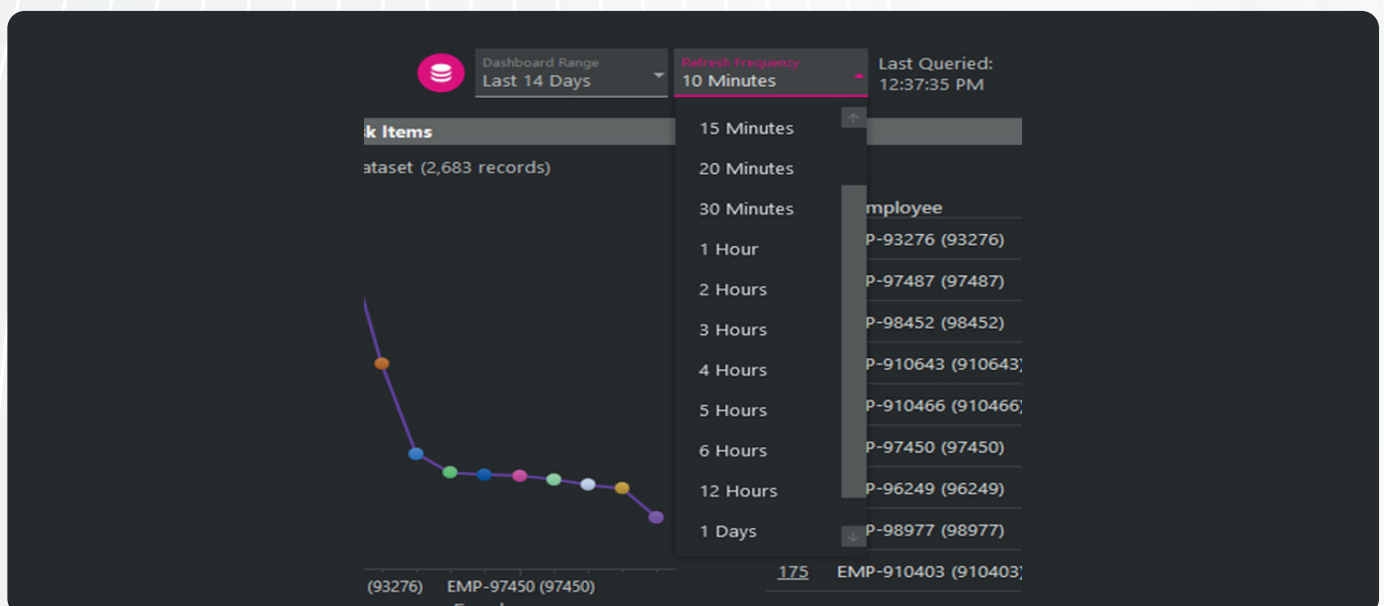 Dashboard Range
Last 14 Days
Refresh Frequency
10 Minutes
Last Queried:
12:37:35 PM
k Items
ataset (2,683 records)
15 Minutes
20 Minutes
30 Minutes
1 Hour
2 Hours
3 Hours
4 Hours
5 Hours
6 Hours
12 Hours
1 Days
mployee
P-93276 (93276)
P-97487 (97487)
P-98452 (98452)
P-910643 (910643)
P-910466 (910466)
P-97450 (97450)
P-96249 (96249)
P-98977 (98977)
175 EMP-910403 (910403)
(93276) EMP-97450 (97450)